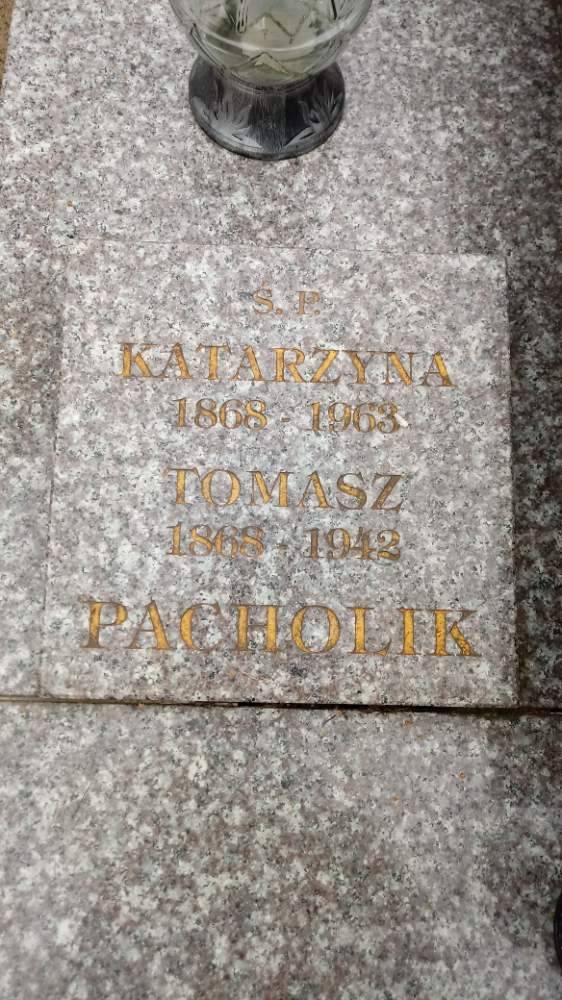 Ś. P.
KATARZYNA
1868 - 1963
TOMASZ
1868 - 1942
PACHOLIK